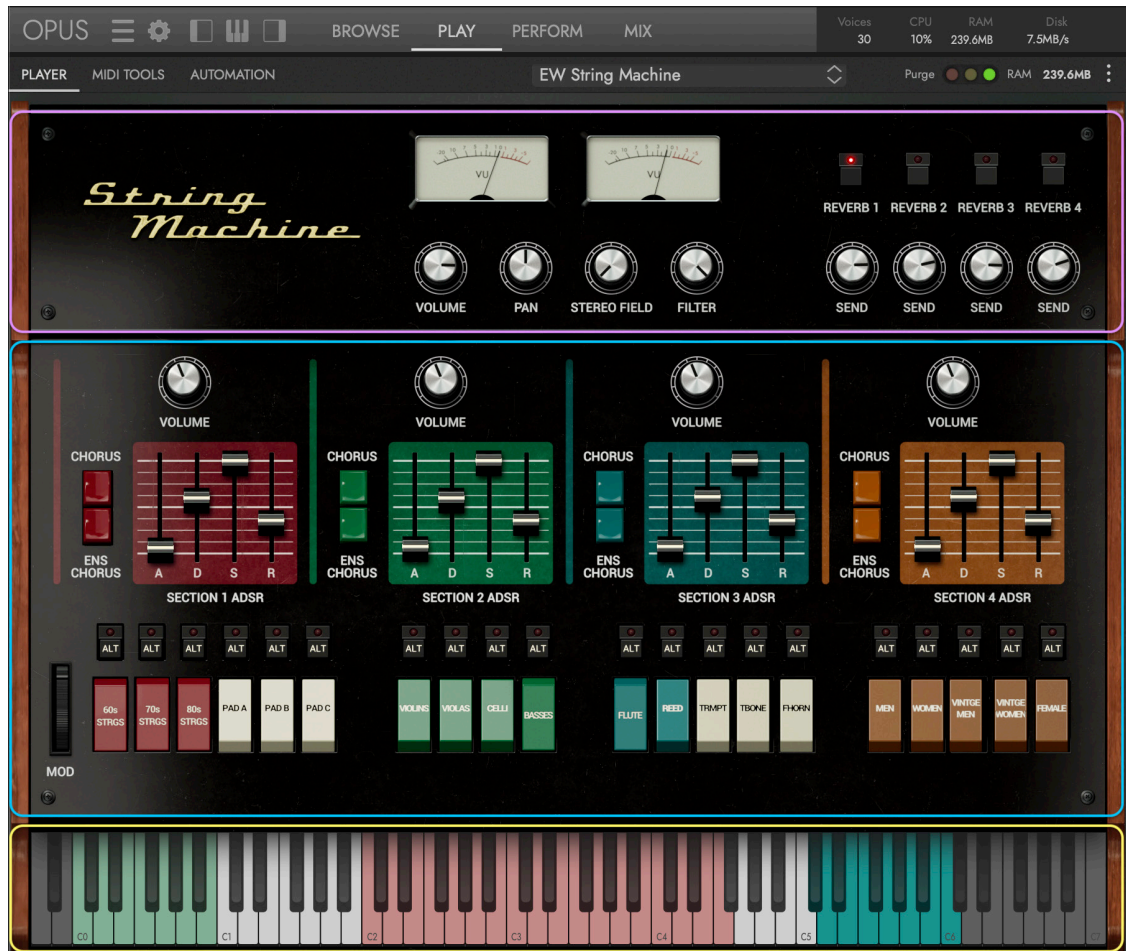 OPUS BROWSE PLAY PERFORM MIX Voices CPU RAM Disk
30 10% 239.6MB 7.5MB/s
PLAYER MIDI TOOLS AUTOMATION EW String Machine Purge RAM 239.6MB
String
Machine
VU VU
REVERB 1 REVERB 2 REVERB 3 REVERB 4
VOLUME PAN STEREO FIELD FILTER SEND SEND SEND SEND
VOLUME VOLUME VOLUME VOLUME
CHORUS CHORUS CHORUS CHORUS
ENS CHORUS ENS CHORUS ENS CHORUS ENS CHORUS
A D S R A D S R A D S R A D S R
SECTION 1 ADSR SECTION 2 ADSR SECTION 3 ADSR SECTION 4 ADSR
ALT ALT ALT ALT ALT ALT ALT ALT ALT ALT ALT ALT ALT ALT ALT ALT ALT ALT ALT ALT
60s STRGS 70s STRGS 80s STRGS PAD A PAD B PAD C VIOLINS VIOLAS CELLI BASSES FLUTE REED TRMPT TBONE FHORN MEN WOMEN VINTGE MEN VINTGE WOMEN FEMALE
MOD
C0 C1 C2 C3 C4 C5 C6 C7